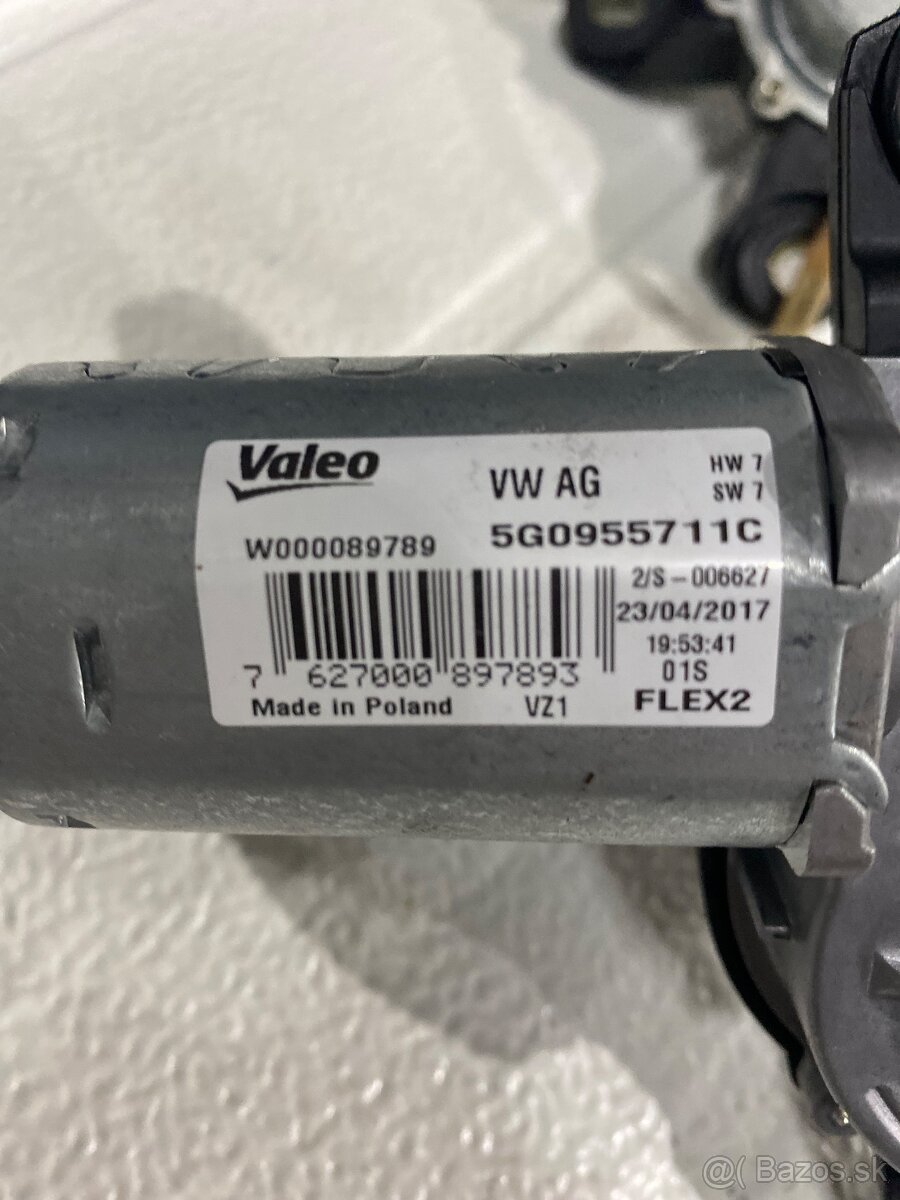 Valeo
VW AG
HW 7
SW 7
W000089789
5G0955711C
2/S-006627
23/04/2017
19:53:41
7 627000 897893
01S
Made in Poland
VZ1
FLEX2
@( Bazos.sk